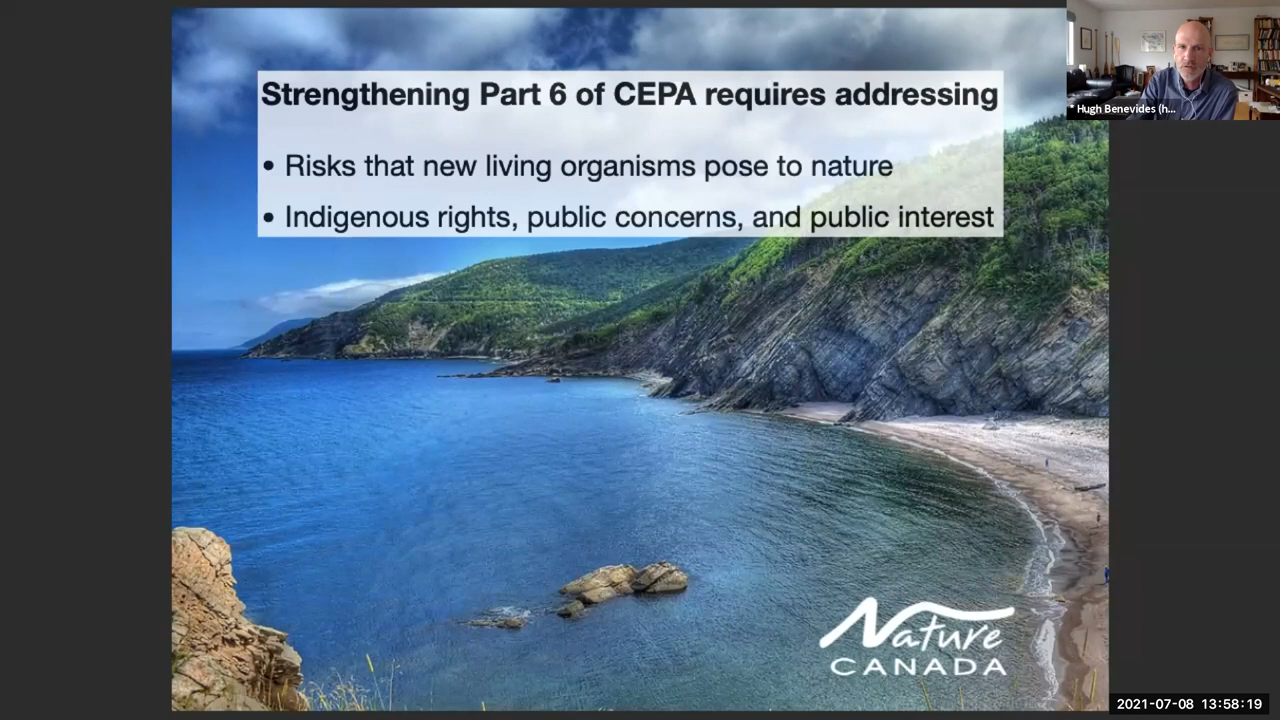 Strengthening Part 6 of CEPA requires addressing
• Risks that new living organisms pose to nature
• Indigenous rights, public concerns, and public interest
* Hugh Benevides (h...
Nature
CANADA
2021-07-08 13:58:19